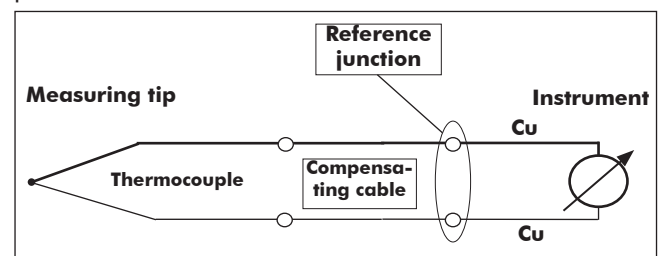 Reference
junction
Measuring tip
Instrument
Cu
Thermocouple
Compensa-
ting cable
Cu